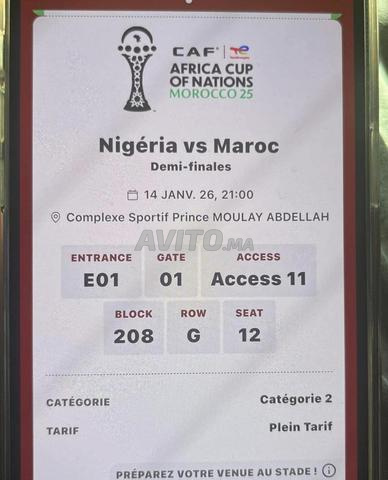 CAF TotalEnergies
AFRICA CUP
OF NATIONS
MOROCCO 25
Nigéria vs Maroc
Demi-finales
14 JANV. 26, 21:00
Complexe Sportif Prince MOULAY ABDELLAH
AVITO.ma
ENTRANCE GATE ACCESS
E01 01 Access 11
BLOCK ROW SEAT
208 G 12
CATÉGORIE Catégorie 2
TARIF Plein Tarif
PRÉPAREZ VOTRE VENUE AU STADE !